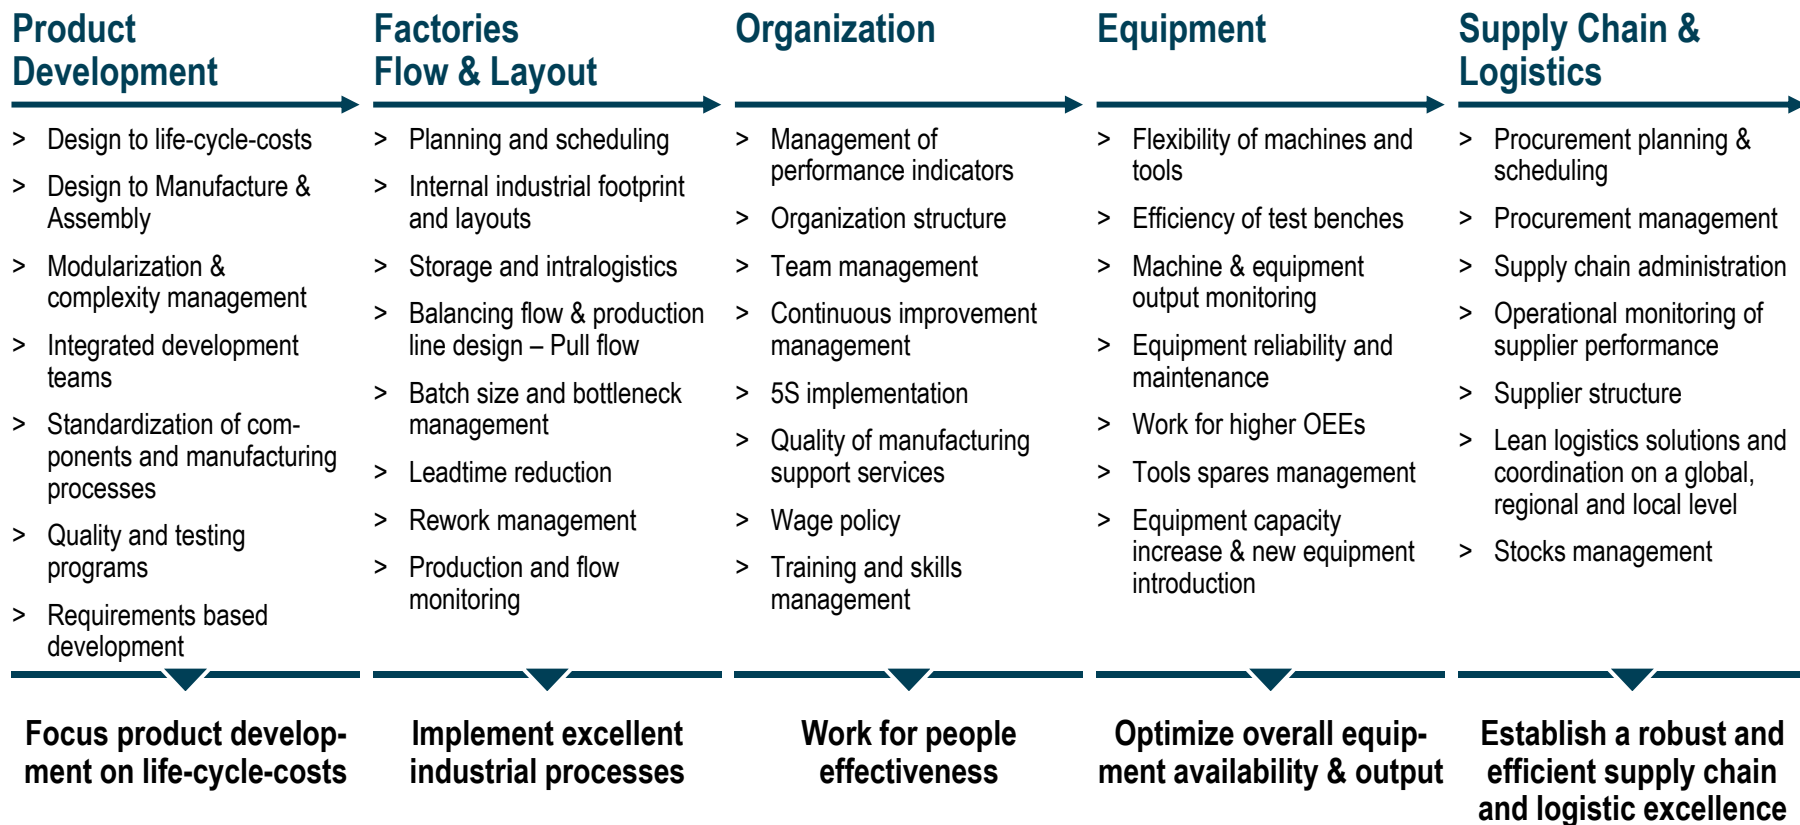 Product
Development
> Design to life-cycle-costs
> Design to Manufacture &
Assembly
> Modularization &
complexity management
> Integrated development
teams
> Standardization of com-
ponents and manufacturing
processes
> Quality and testing
programs
> Requirements based
development
Focus product develop-
ment on life-cycle-costs
Factories
Flow & Layout
> Planning and scheduling
> Internal industrial footprint
and layouts
> Storage and intralogistics
> Balancing flow & production
line design – Pull flow
> Batch size and bottleneck
management
> Leadtime reduction
> Rework management
> Production and flow
monitoring
Implement excellent
industrial processes
Organization
> Management of
performance indicators
> Organization structure
> Team management
> Continuous improvement
management
> 5S implementation
> Quality of manufacturing
support services
> Wage policy
> Training and skills
management
Work for people
effectiveness
Equipment
> Flexibility of machines and
tools
> Efficiency of test benches
> Machine & equipment
output monitoring
> Equipment reliability and
maintenance
> Work for higher OEEs
> Tools spares management
> Equipment capacity
increase & new equipment
introduction
Optimize overall equip-
ment availability & output
Supply Chain &
Logistics
> Procurement planning &
scheduling
> Procurement management
> Supply chain administration
> Operational monitoring of
supplier performance
> Supplier structure
> Lean logistics solutions and
coordination on a global,
regional and local level
> Stocks management
Establish a robust and
efficient supply chain
and logistic excellence